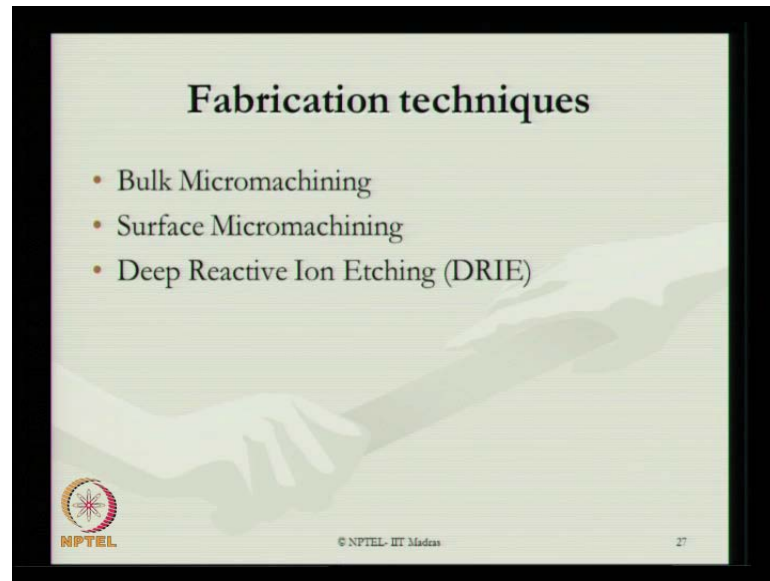 Fabrication techniques
• Bulk Micromachining
• Surface Micromachining
• Deep Reactive Ion Etching (DRIE)
NPTEL
© NPTEL- IIT Madras
27